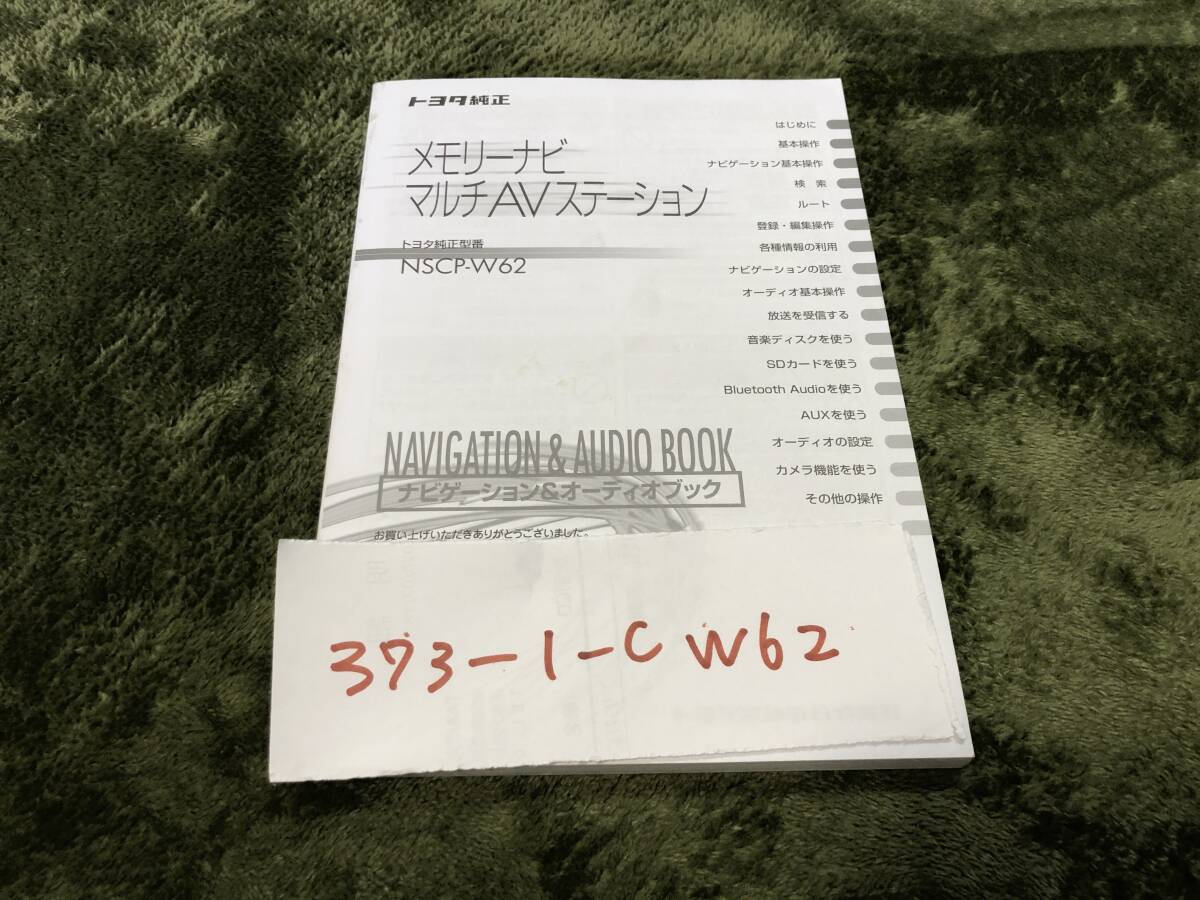 トヨタ純正
メモリーナビ
マルチAVステーション
トヨタ純正型番
NSCP-W62
はじめに
基本操作
ナビゲーション基本操作
検索
ルート
登録・編集操作
各種情報の利用
ナビゲーションの設定
オーディオ基本操作
放送を受信する
音楽ディスクを使う
SDカードを使う
Bluetooth Audioを使う
AUXを使う
オーディオの設定
カメラ機能を使う
その他の操作
NAVIGATION & AUDIO BOOK
ナビゲーション&オーディオブック
お買い上げいただきありがとうございました。
373-1-C W62